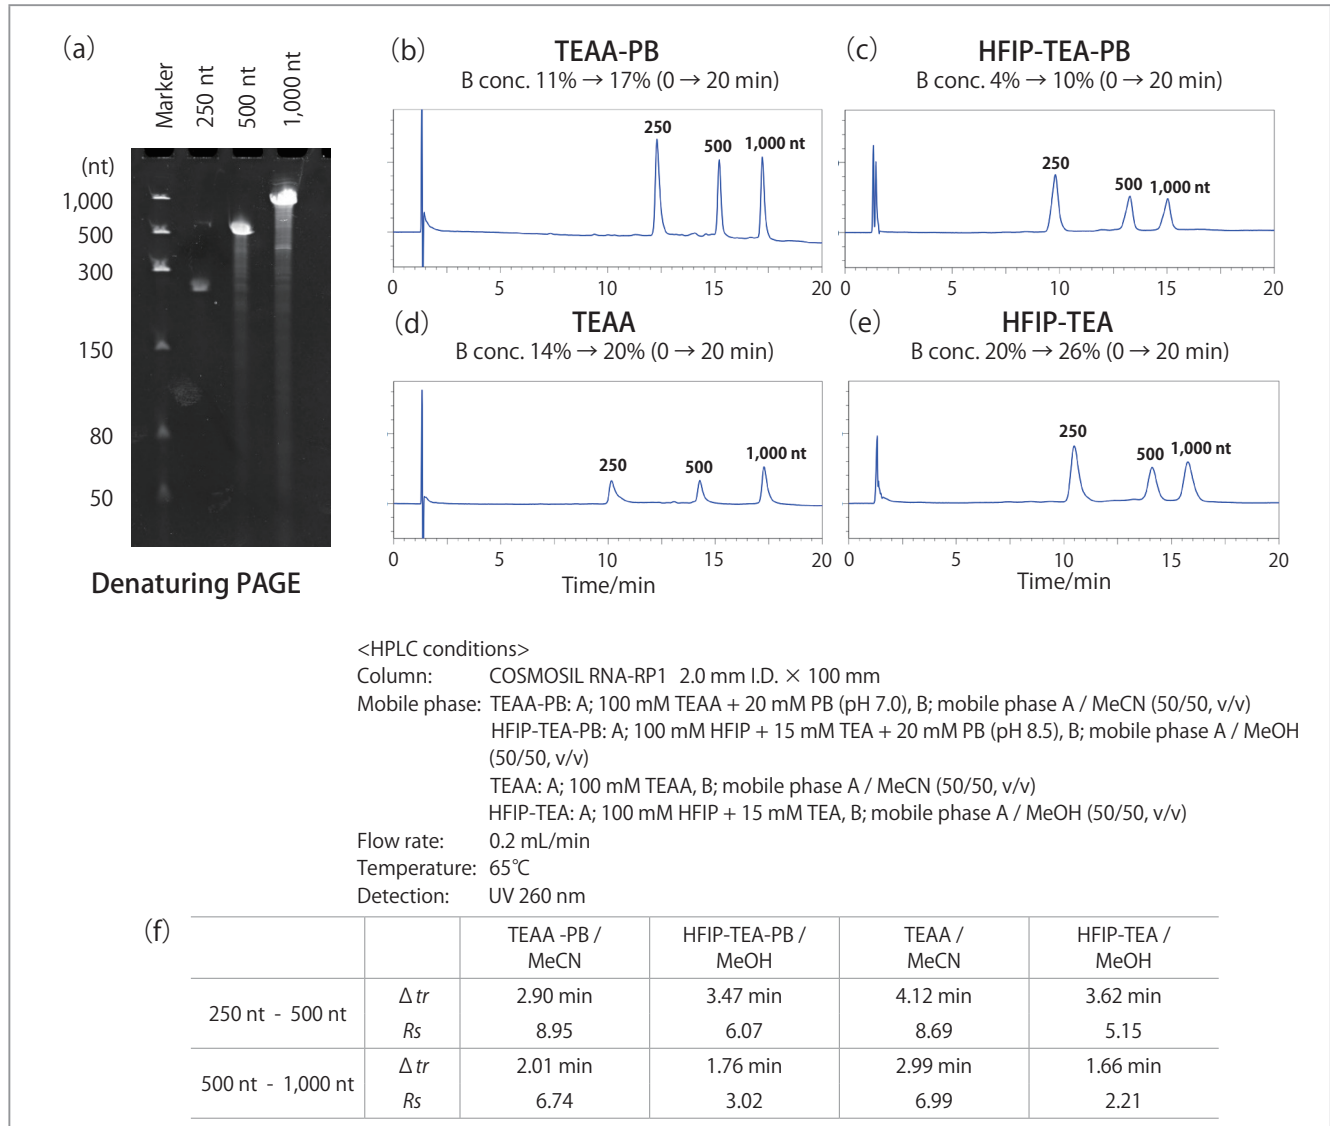 (a)
Marker
250 nt
500 nt
1,000 nt
(nt)
1,000
500
300
150
80
50
Denaturing PAGE
(b)
TEAA-PB
B conc. 11% → 17% (0 → 20 min)
250
500
1,000 nt
0 5 10 15 20
(c)
HFIP-TEA-PB
B conc. 4% → 10% (0 → 20 min)
250
500
1,000 nt
0 5 10 15 20
(d)
TEAA
B conc. 14% → 20% (0 → 20 min)
250
500
1,000 nt
0 5 10 15 20
Time/min
(e)
HFIP-TEA
B conc. 20% → 26% (0 → 20 min)
250
500
1,000 nt
0 5 10 15 20
Time/min
<HPLC conditions>
Column: COSMOSIL RNA-RP1 2.0 mm I.D. × 100 mm
Mobile phase: TEAA-PB: A; 100 mM TEAA + 20 mM PB (pH 7.0), B; mobile phase A / MeCN (50/50, v/v)
HFIP-TEA-PB: A; 100 mM HFIP + 15 mM TEA + 20 mM PB (pH 8.5), B; mobile phase A / MeOH
(50/50, v/v)
TEAA: A; 100 mM TEAA, B; mobile phase A / MeCN (50/50, v/v)
HFIP-TEA: A; 100 mM HFIP + 15 mM TEA, B; mobile phase A / MeOH (50/50, v/v)
Flow rate: 0.2 mL/min
Temperature: 65℃
Detection: UV 260 nm
(f)
TEAA -PB / HFIP-TEA-PB / TEAA / HFIP-TEA /
MeCN MeOH MeCN MeOH
250 nt - 500 nt
Δ tr 2.90 min 3.47 min 4.12 min 3.62 min
Rs 8.95 6.07 8.69 5.15
500 nt - 1,000 nt
Δ tr 2.01 min 1.76 min 2.99 min 1.66 min
Rs 6.74 3.02 6.99 2.21